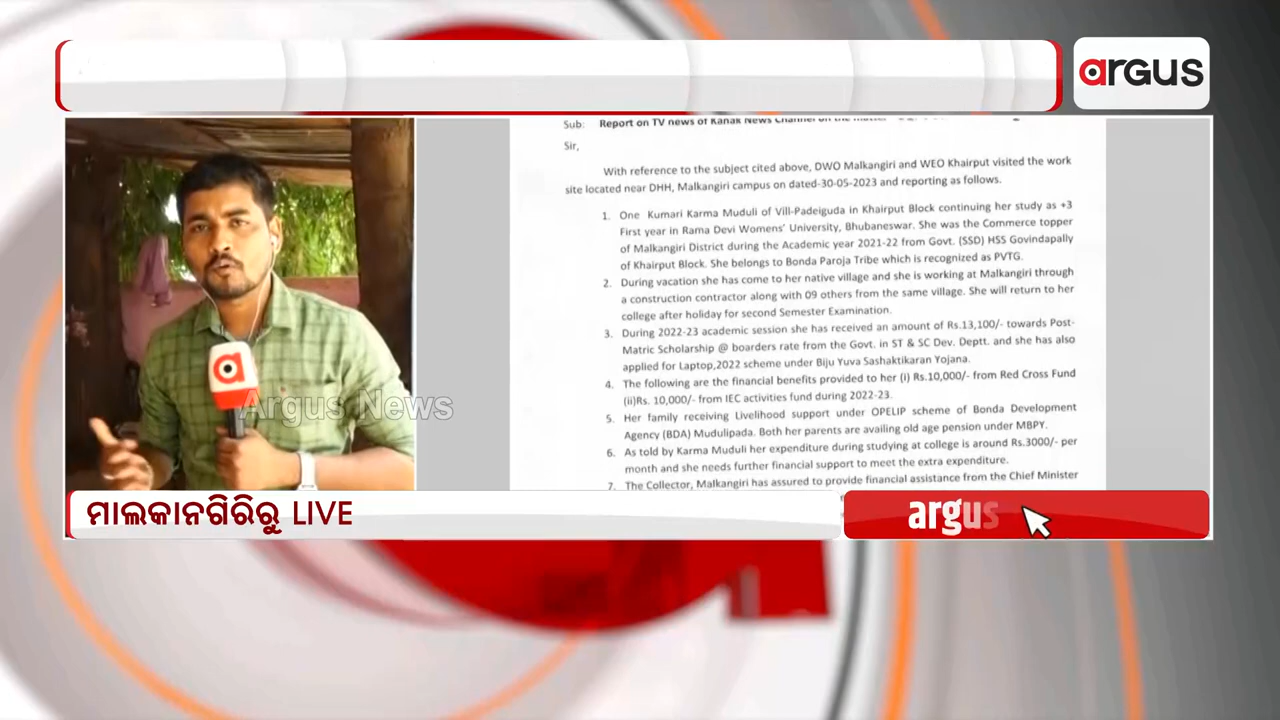 argus
Sub: Report on TV news of Kanak News Channel on the matter
Sir,
With reference to the subject cited above, DWO Malkangiri and WEO Khairput visited the work
site located near DHH, Malkangiri campus on dated-30-05-2023 and reporting as follows.
1. One Kumari Karma Muduli of Vill-Padeiguda in Khairput Block continuing her study as +3
First year in Rama Devi Womens' University, Bhubaneswar. She was the Commerce topper
of Malkangiri District during the Academic year 2021-22 from Govt. (SSD) HSS Govindapally
of Khairput Block. She belongs to Bonda Paroja Tribe which is recognized as PVTG.
2. During vacation she has come to her native village and she is working at Malkangiri through
a construction contractor along with 09 others from the same village. She will return to her
college after holiday for second Semester Examination.
3. During 2022-23 academic session she has received an amount of Rs.13,100/- towards Post-
Matric Scholarship @ boarders rate from the Govt. in ST & SC Dev. Deptt. and she has also
applied for Laptop,2022 scheme under Biju Yuva Sashaktikaran Yojana.
4. The following are the financial benefits provided to her (i) Rs.10,000/- from Red Cross Fund
(ii)Rs. 10,000/- from IEC activities fund during 2022-23.
5. Her family receiving Livelihood support under OPELIP scheme of Bonda Development
Agency (BDA) Mudulipada. Both her parents are availing old age pension under MBPY.
6. As told by Karma Muduli her expenditure during studying at college is around Rs.3000/- per
month and she needs further financial support to meet the extra expenditure.
7. The Collector, Malkangiri has assured to provide financial assistance from the Chief Minister
a
Argus News
ମାଲକାନଗିରିରୁ LIVE
argus